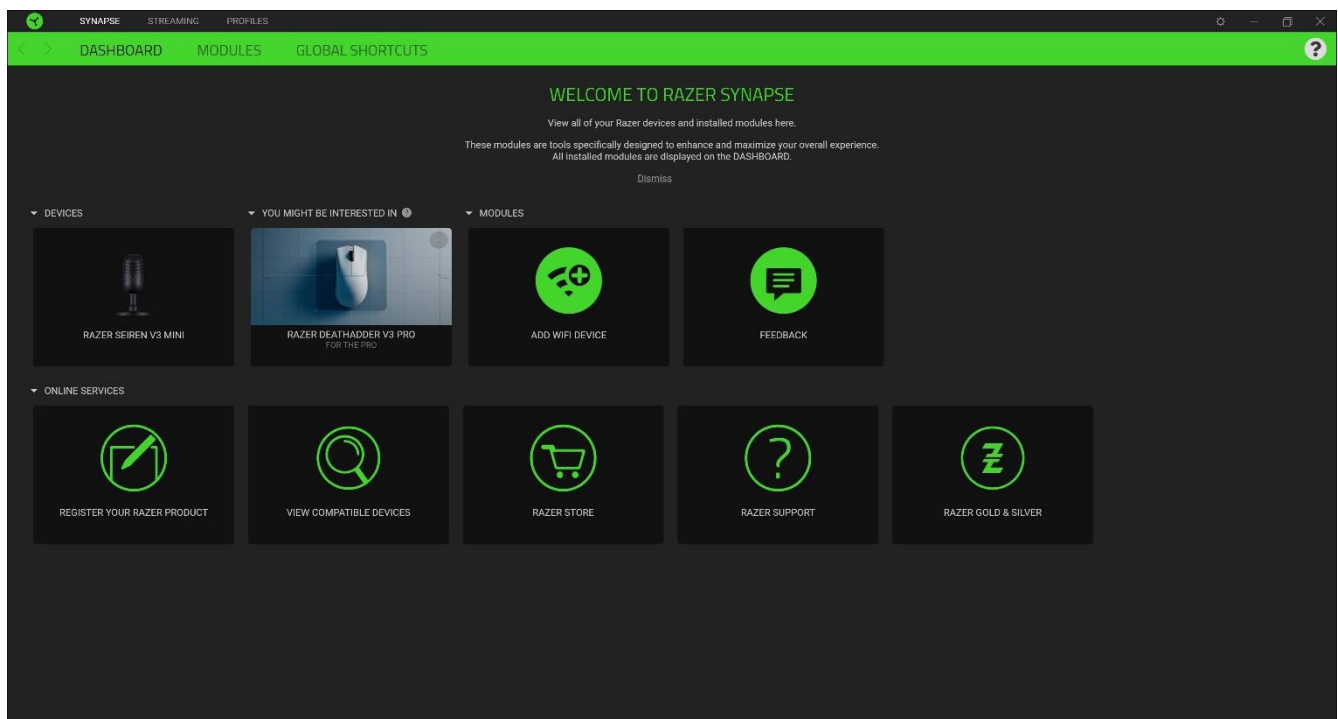 SYNAPSE STREAMING PROFILES
DASHBOARD MODULES GLOBAL SHORTCUTS
WELCOME TO RAZER SYNAPSE
View all of your Razer devices and installed modules here.
These modules are tools specifically designed to enhance and maximize your overall experience.
All installed modules are displayed on the DASHBOARD.
Dismiss
DEVICES
YOU MIGHT BE INTERESTED IN ?
MODULES
RAZER SEIREN V3 MINI
RAZER DEATHADDER V3 PRO
FOR THE PRO
ADD WIFI DEVICE
FEEDBACK
ONLINE SERVICES
REGISTER YOUR RAZER PRODUCT
VIEW COMPATIBLE DEVICES
RAZER STORE
RAZER SUPPORT
RAZER GOLD & SILVER